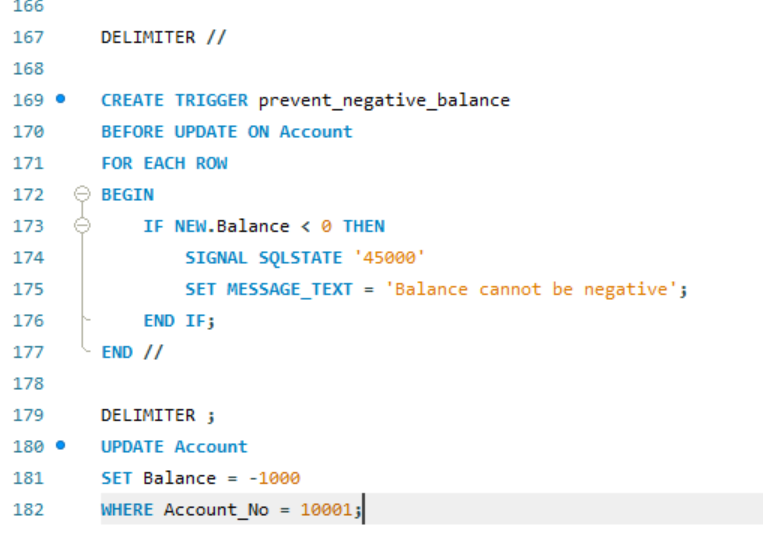 166
167 DELIMITER //
168
169 CREATE TRIGGER prevent_negative_balance
170 BEFORE UPDATE ON Account
171 FOR EACH ROW
172 BEGIN
173 IF NEW.Balance < 0 THEN
174 SIGNAL SQLSTATE '45000'
175 SET MESSAGE_TEXT = 'Balance cannot be negative';
176 END IF;
177 END //
178
179 DELIMITER ;
180 UPDATE Account
181 SET Balance = -1000
182 WHERE Account_No = 10001;